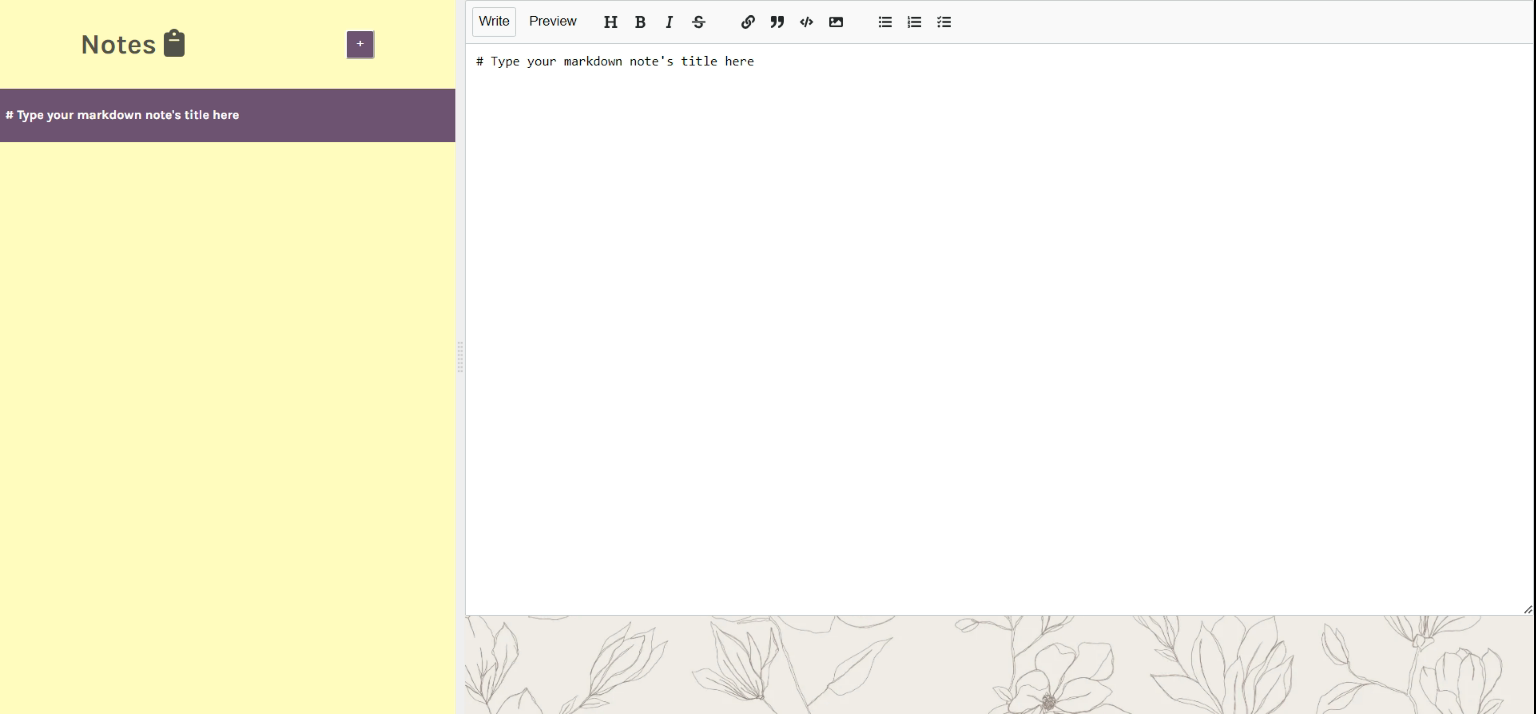 Notes
+
# Type your markdown note's title here
Write Preview H B I S
# Type your markdown note's title here